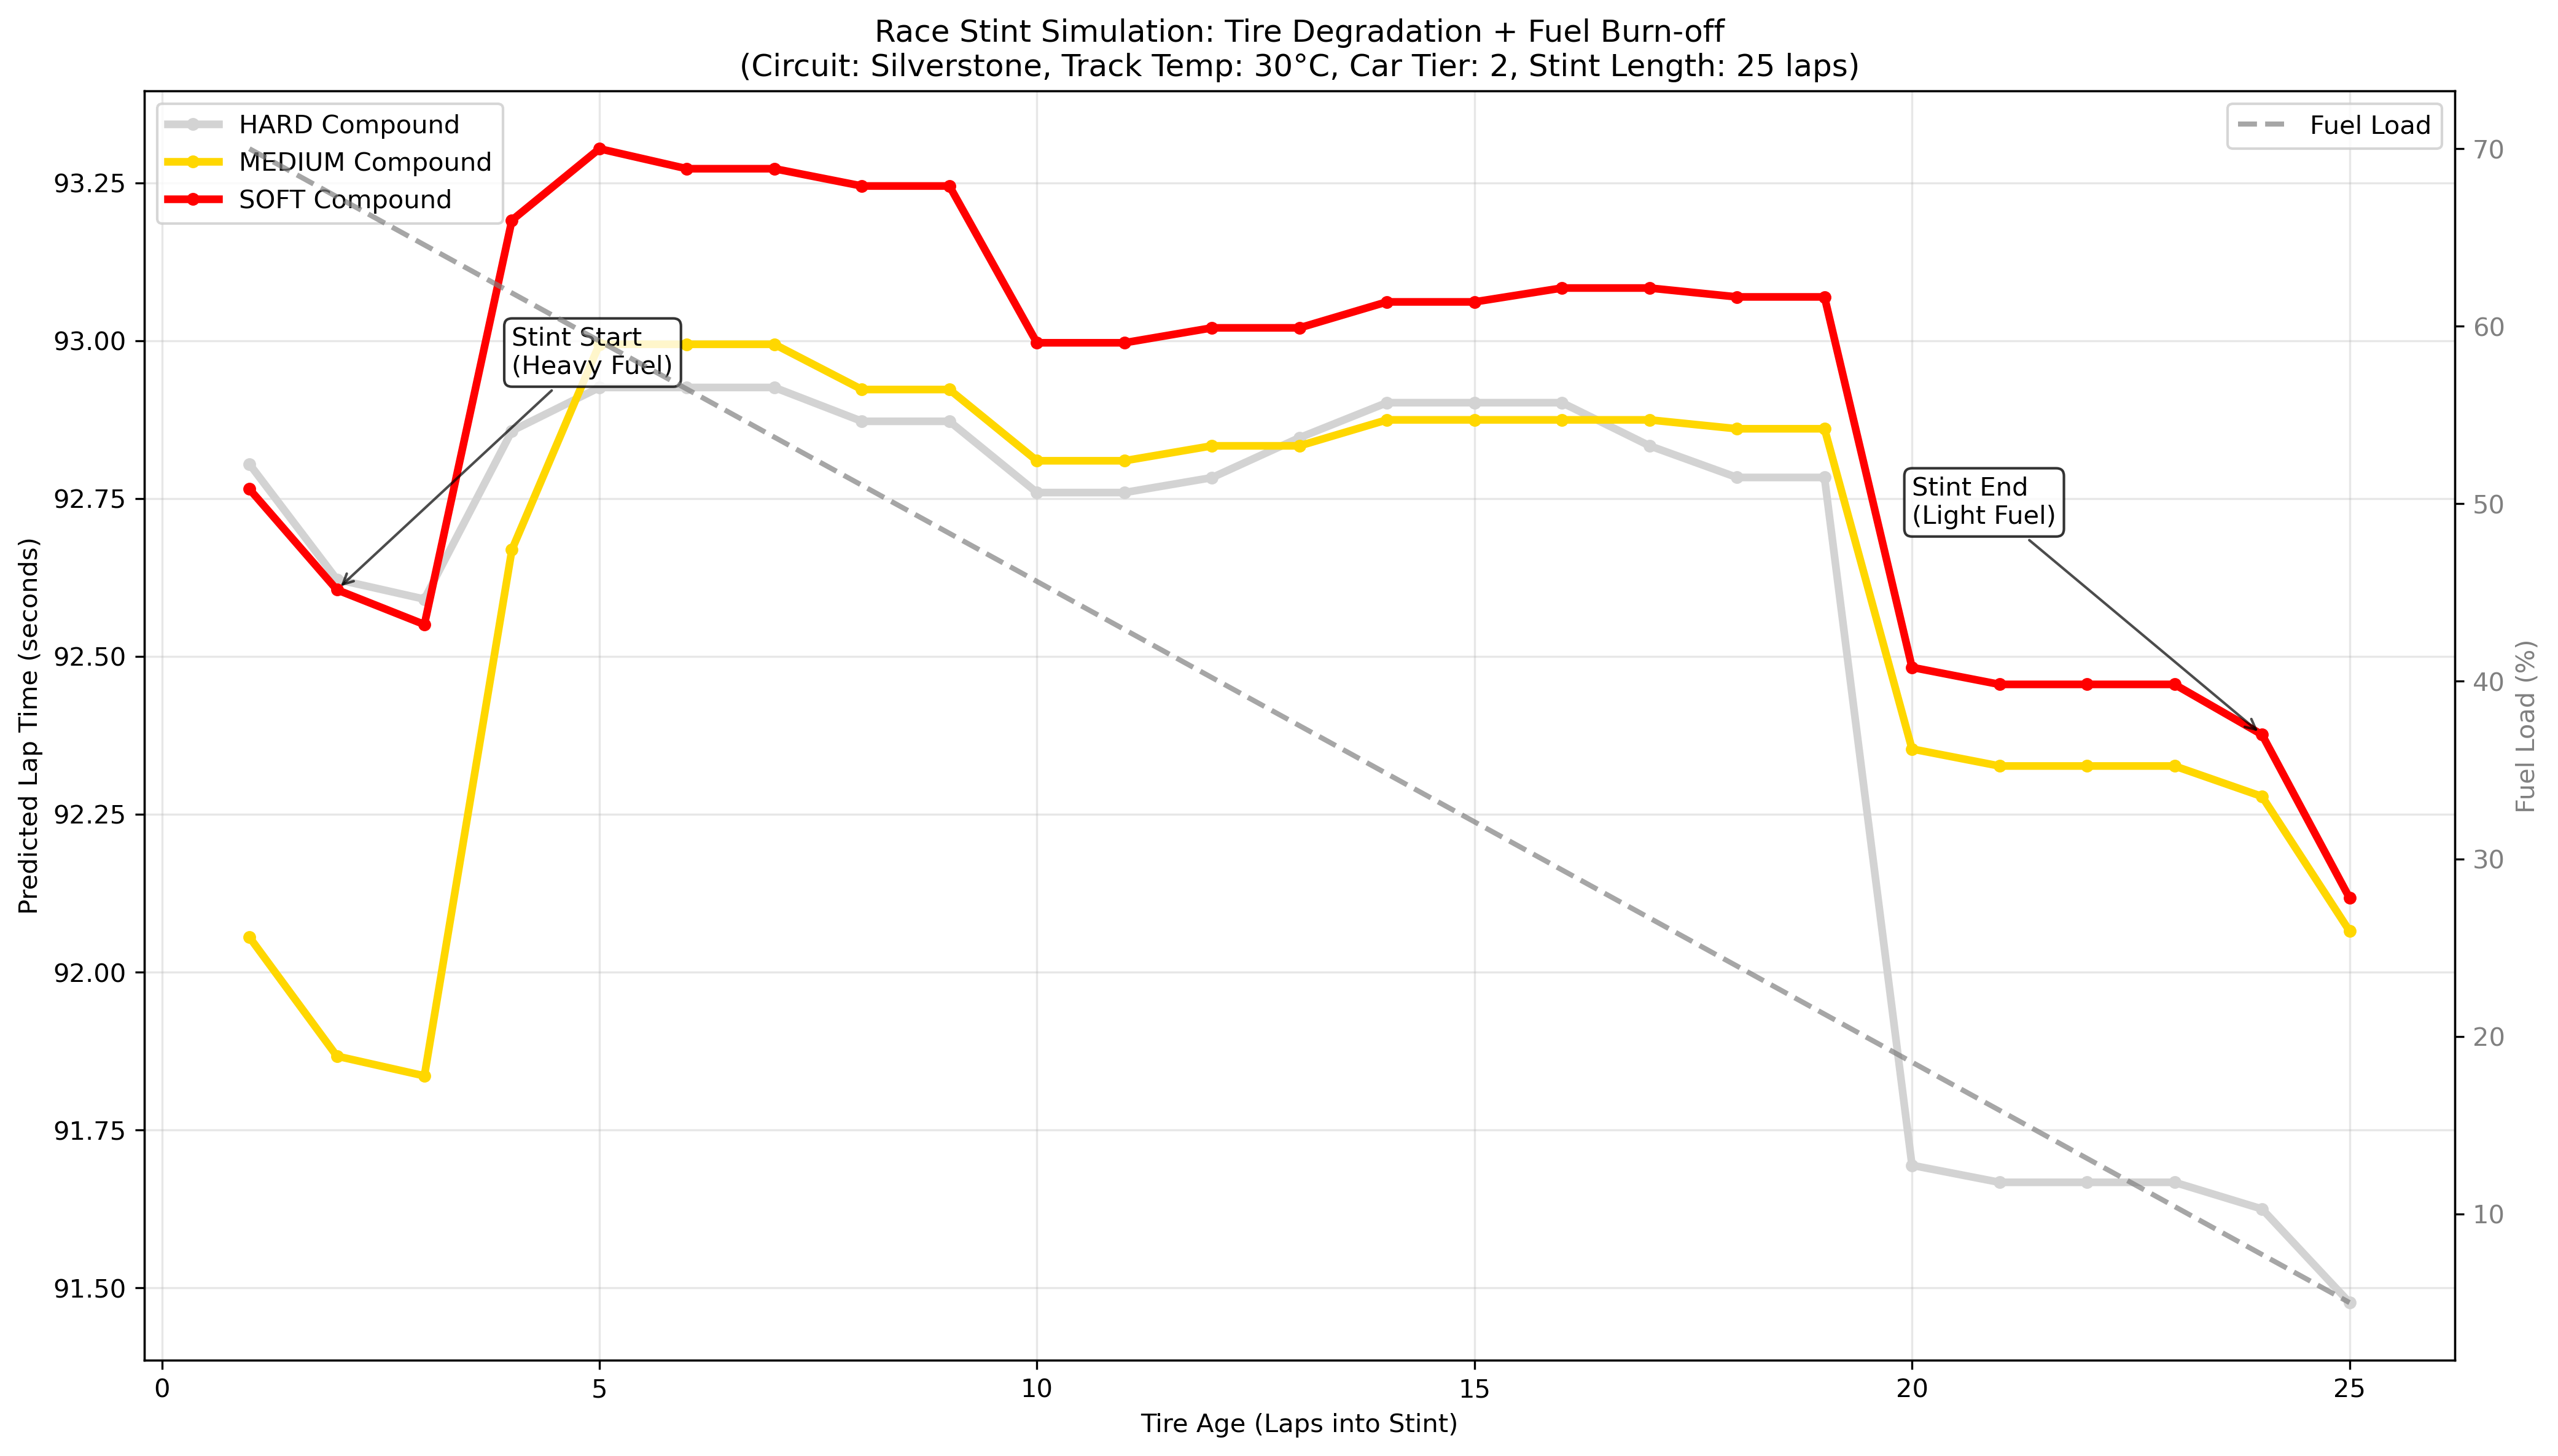 Race Stint Simulation: Tire Degradation + Fuel Burn-off
(Circuit: Silverstone, Track Temp: 30°C, Car Tier: 2, Stint Length: 25 laps)
HARD Compound
MEDIUM Compound
SOFT Compound
Fuel Load
Stint Start
(Heavy Fuel)
Stint End
(Light Fuel)
Predicted Lap Time (seconds)
93.25
93.00
92.75
92.50
92.25
92.00
91.75
91.50
Fuel Load (%)
70
60
50
40
30
20
10
0
5
10
15
20
25
Tire Age (Laps into Stint)